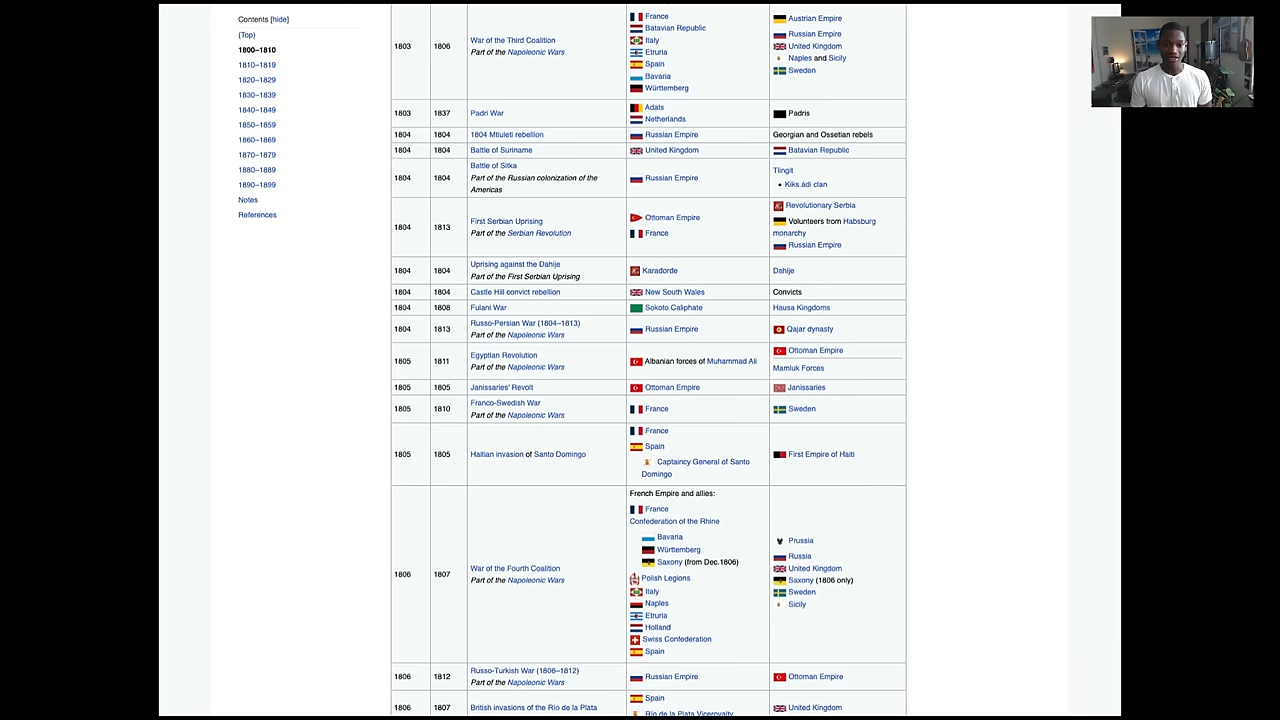 Contents [hide]
(Top)
1800–1810
1810–1819
1820–1829
1830–1839
1840–1849
1850–1859
1860–1869
1870–1879
1880–1889
1890–1899
Notes
References
1803 1806 War of the Third Coalition
Part of the Napoleonic Wars
France
Batavian Republic
Italy
Etruria
Spain
Bavaria
Württemberg
Austrian Empire
Russian Empire
United Kingdom
Naples and Sicily
Sweden
1803 1837 Padri War
Adats
Netherlands
Padris
1804 1804 1804 Mtiuleti rebellion Russian Empire Georgian and Ossetian rebels
1804 1804 Battle of Suriname United Kingdom Batavian Republic
1804 1804 Battle of Sitka
Part of the Russian colonization of the
Americas
Russian Empire
Tlingit
• Kiks.ádi clan
1804 1813 First Serbian Uprising
Part of the Serbian Revolution
Ottoman Empire
France
Revolutionary Serbia
Volunteers from Habsburg
monarchy
Russian Empire
1804 1804 Uprising against the Dahije
Part of the First Serbian Uprising
Karadorde
Dahije
1804 1804 Castle Hill convict rebellion New South Wales Convicts
1804 1808 Fulani War Sokoto Caliphate Hausa Kingdoms
1804 1813 Russo-Persian War (1804–1813)
Part of the Napoleonic Wars
Russian Empire
Qajar dynasty
1805 1811 Egyptian Revolution
Part of the Napoleonic Wars
Albanian forces of Muhammad Ali
Ottoman Empire
Mamluk Forces
1805 1805 Janissaries' Revolt Ottoman Empire Janissaries
1805 1810 Franco-Swedish War
Part of the Napoleonic Wars
France
Sweden
1805 1805 Haitian invasion of Santo Domingo
France
Spain
Captaincy General of Santo
Domingo
First Empire of Haiti
1806 1807 War of the Fourth Coalition
Part of the Napoleonic Wars
French Empire and allies:
France
Confederation of the Rhine
Bavaria
Württemberg
Saxony (from Dec.1806)
Polish Legions
Italy
Naples
Etruria
Holland
Swiss Confederation
Spain
Prussia
Russia
United Kingdom
Saxony (1806 only)
Sweden
Sicily
1806 1812 Russo-Turkish War (1806–1812)
Part of the Napoleonic Wars
Russian Empire
Ottoman Empire
1806 1807 British invasions of the Río de la Plata
Spain
Río de la Plata Viceroyalty
United Kingdom